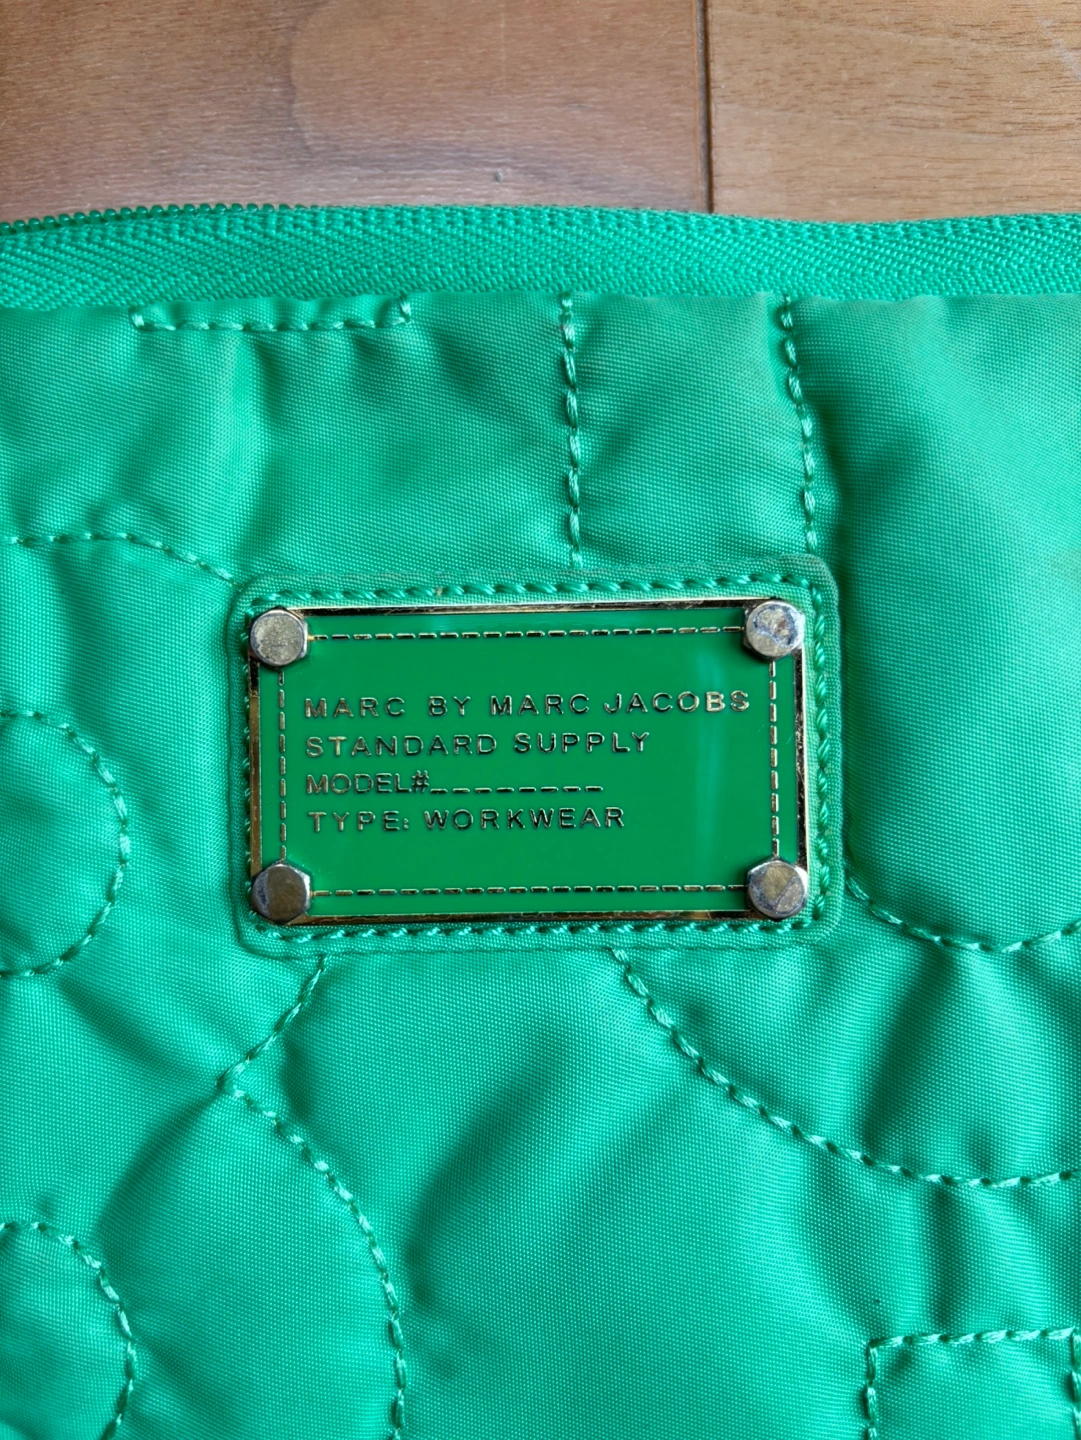 MARC BY MARC JACOBS
STANDARD SUPPLY
MODEL#________
TYPE: WORKWEAR